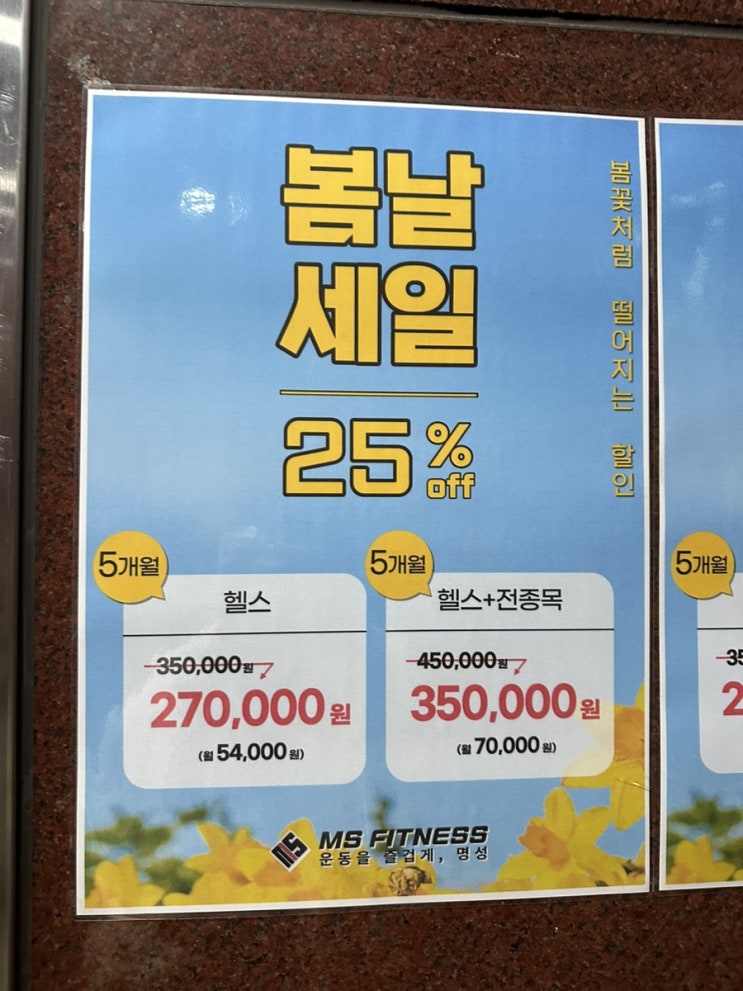 봄날
세일
25% off
봄꽃처럼 떨어지는 할인
5개월
헬스
350,000원
270,000원
(월 54,000원)
5개월
헬스+전종목
450,000원
350,000원
(월 70,000원)
MS
MS FITNESS
운동을 즐겁게, 명성
5개월
35
2